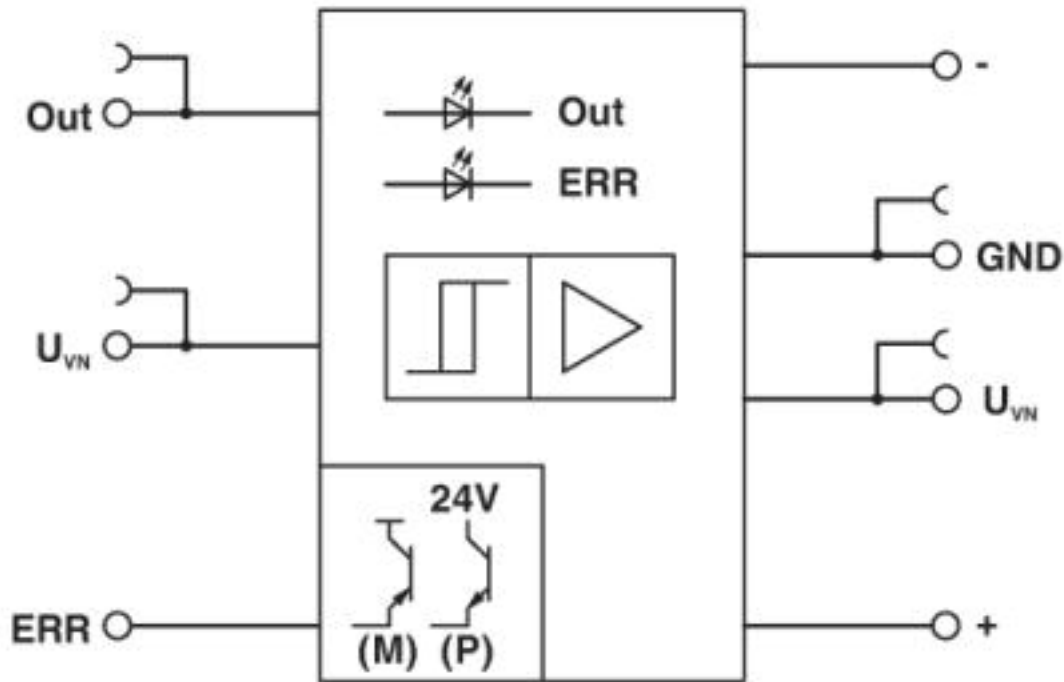 -
Out
Out
ERR
GND
UVN
UVN
24V
ERR
(M) (P)
+